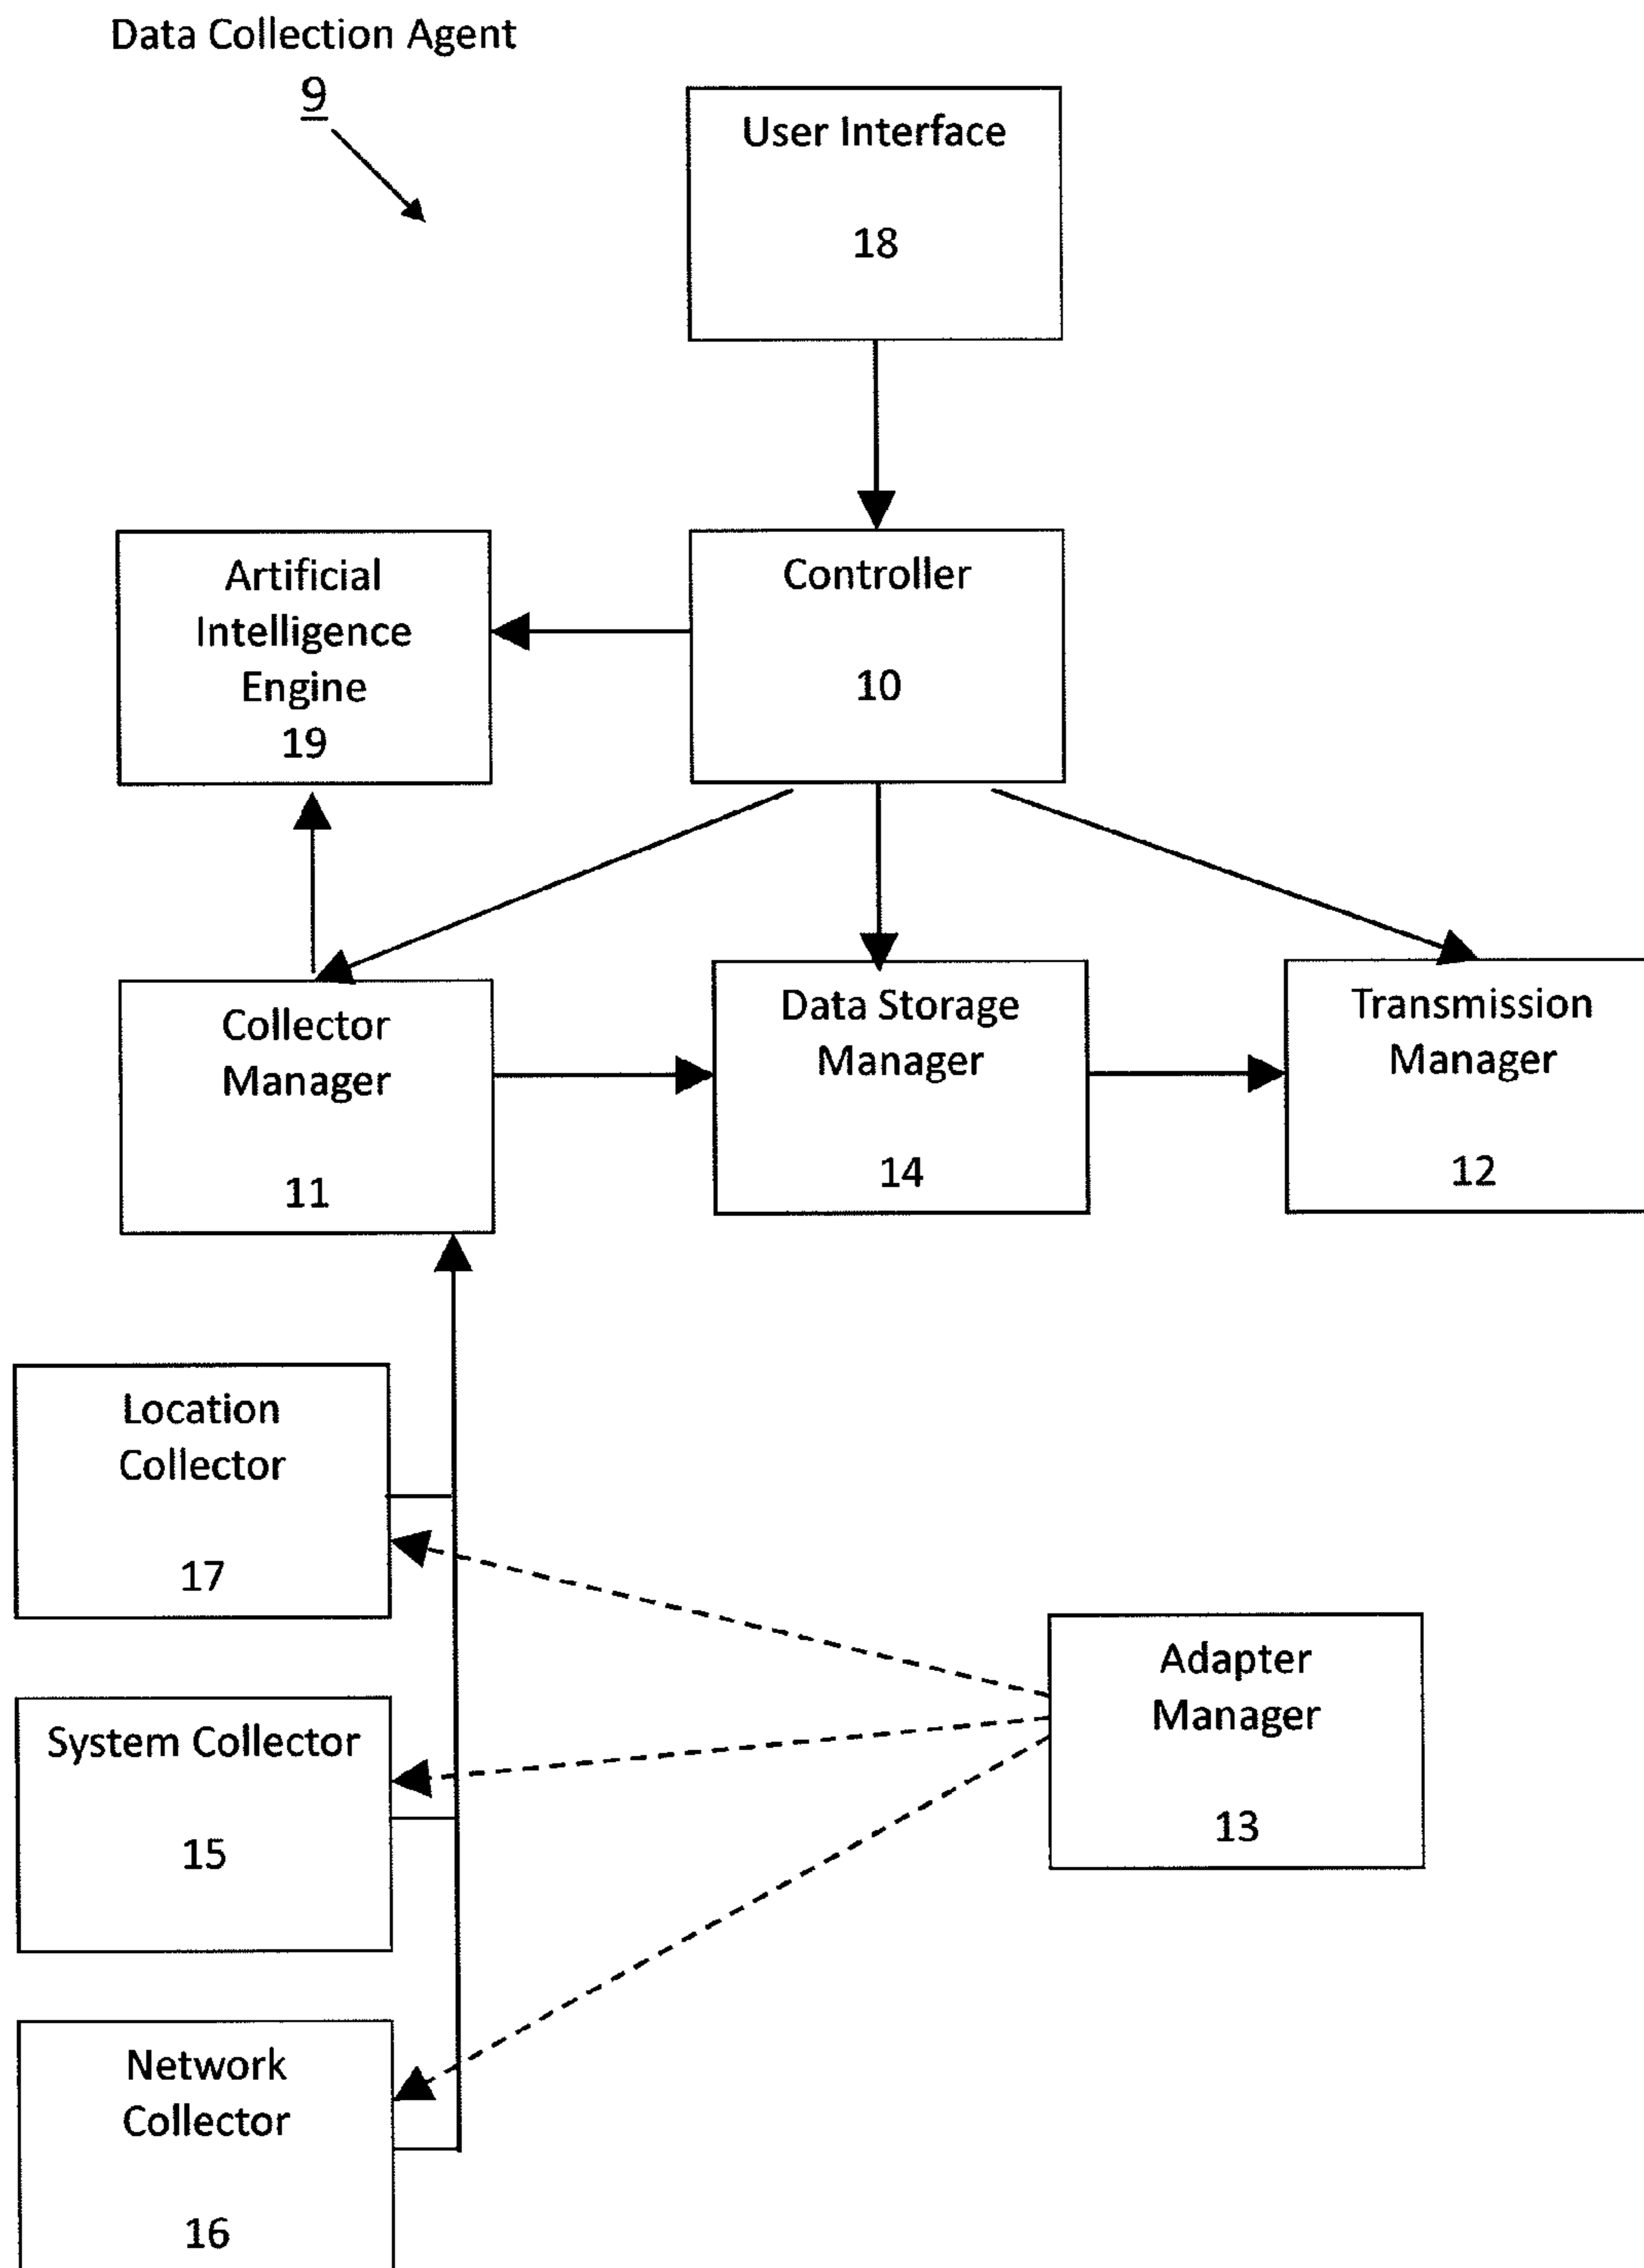 Data Collection Agent
9
User Interface
18
Artificial
Intelligence
Engine
19
Controller
10
Collector
Manager
11
Data Storage
Manager
14
Transmission
Manager
12
Location
Collector
17
Adapter
Manager
13
System Collector
15
Network
Collector
16